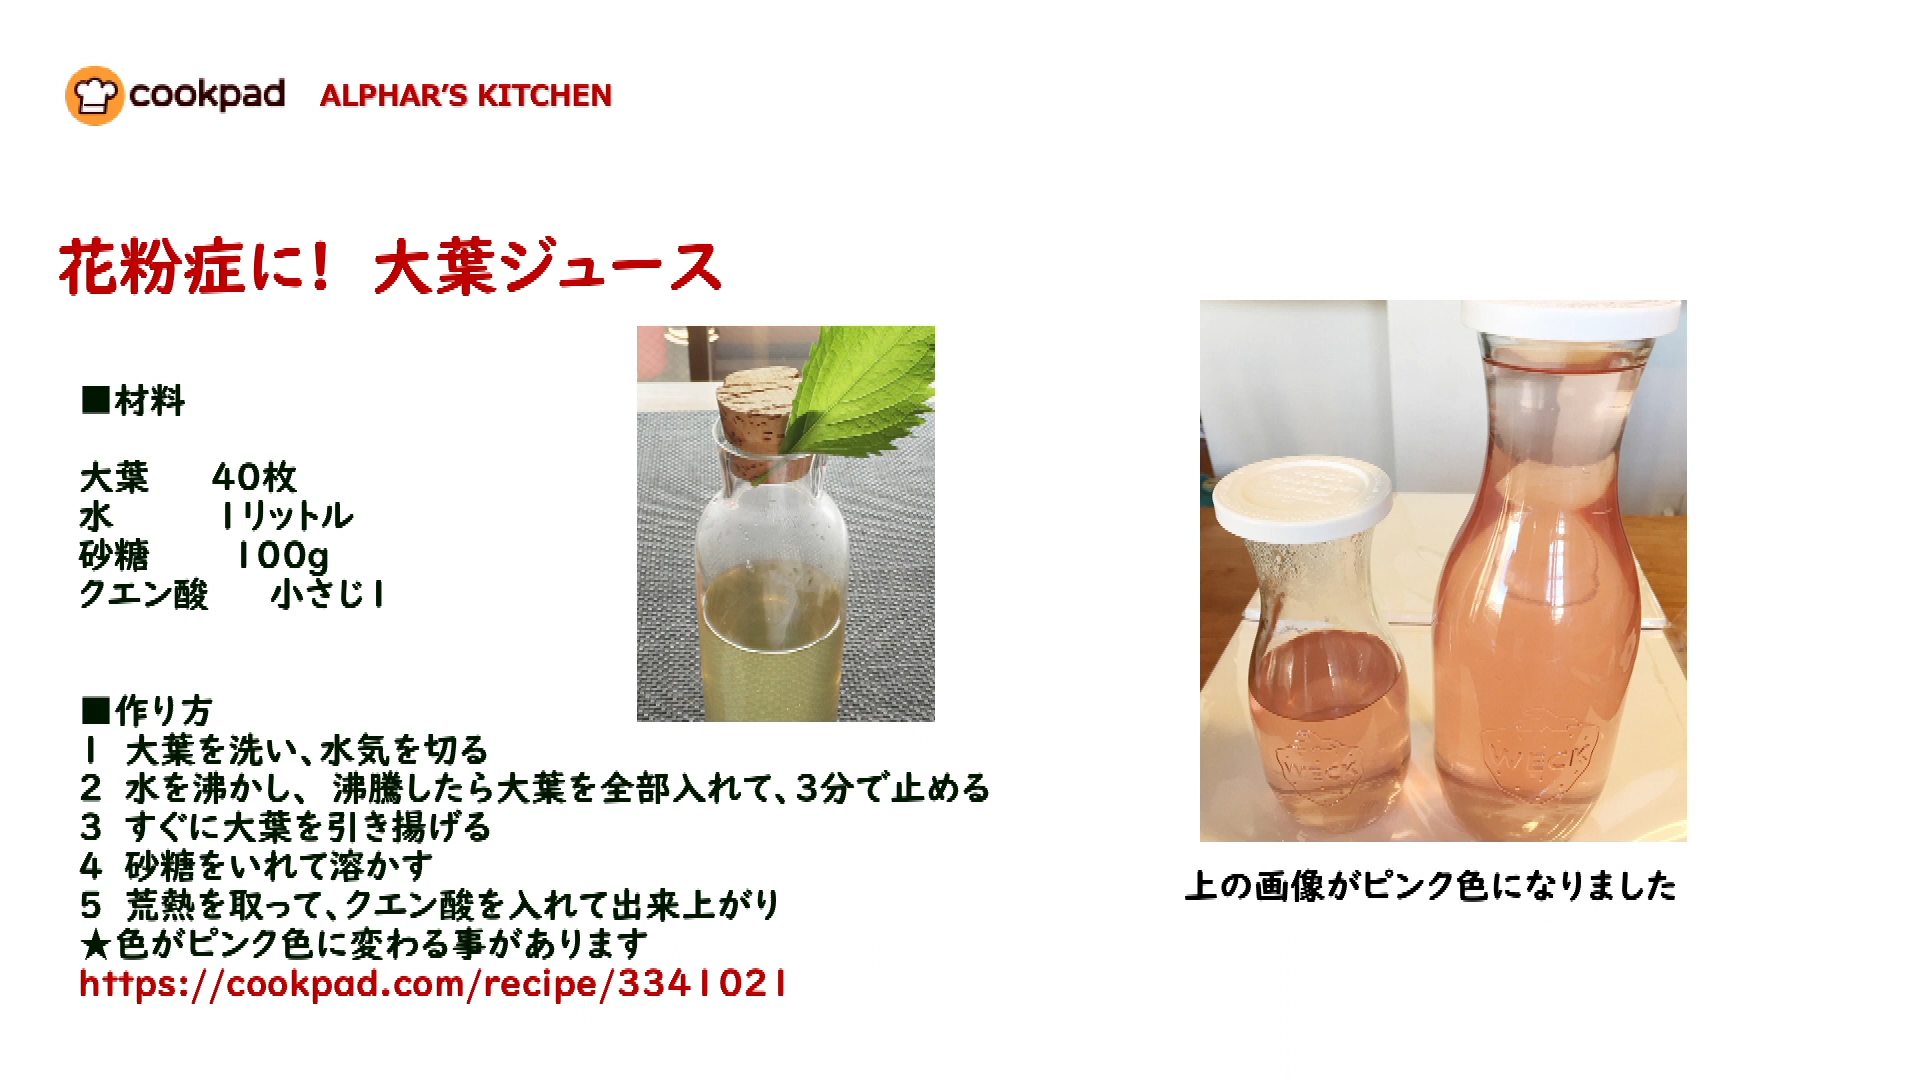 cookpad ALPHAR’S KITCHEN
花粉症に! 大葉ジュース
■材料
大葉 40枚
水 1リットル
砂糖 100g
クエン酸 小さじ1
■作り方
1 大葉を洗い、水気を切る
2 水を沸かし、 沸騰したら大葉を全部入れて、3分で止める
3 すぐに大葉を引き揚げる
4 砂糖をいれて溶かす
5 荒熱を取って、クエン酸を入れて出来上がり
★色がピンク色に変わる事があります
https://cookpad.com/recipe/3341021
WECK
WECK
上の画像がピンク色になりました